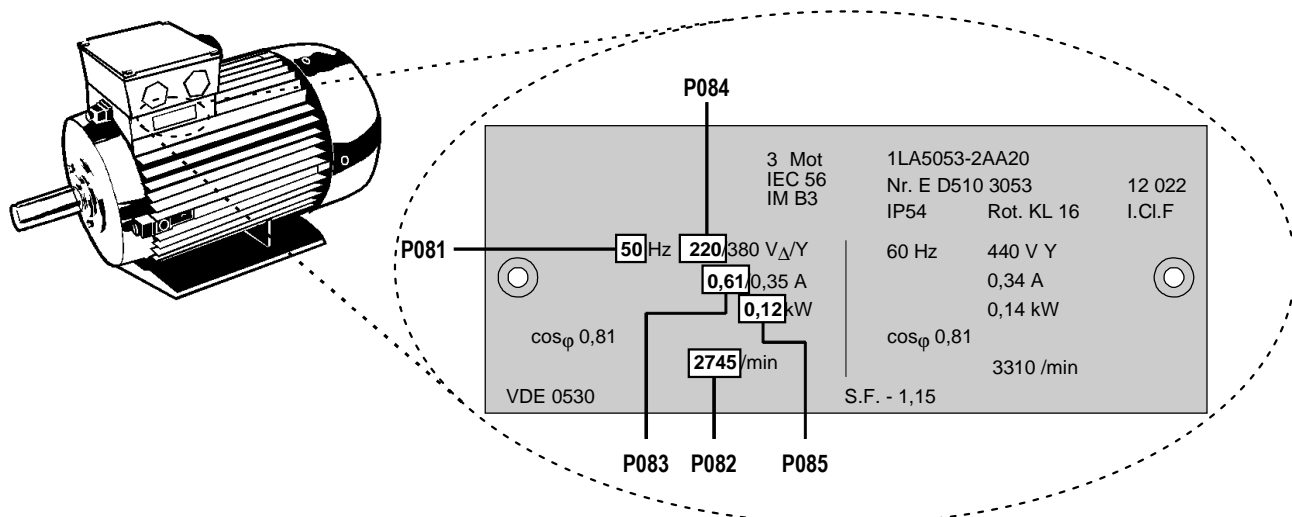 P084
3 Mot
IEC 56
IM B3
1LA5053-2AA20
Nr. E D510 3053 12 022
IP54 Rot. KL 16 I.Cl.F
P081
50 Hz 220/380 VΔ/Y
0,61/0,35 A
0,12 kW
cosφ 0,81
2745/min
VDE 0530
60 Hz 440 V Y
0,34 A
0,14 kW
cosφ 0,81
3310 /min
S.F. - 1,15
P083 P082 P085